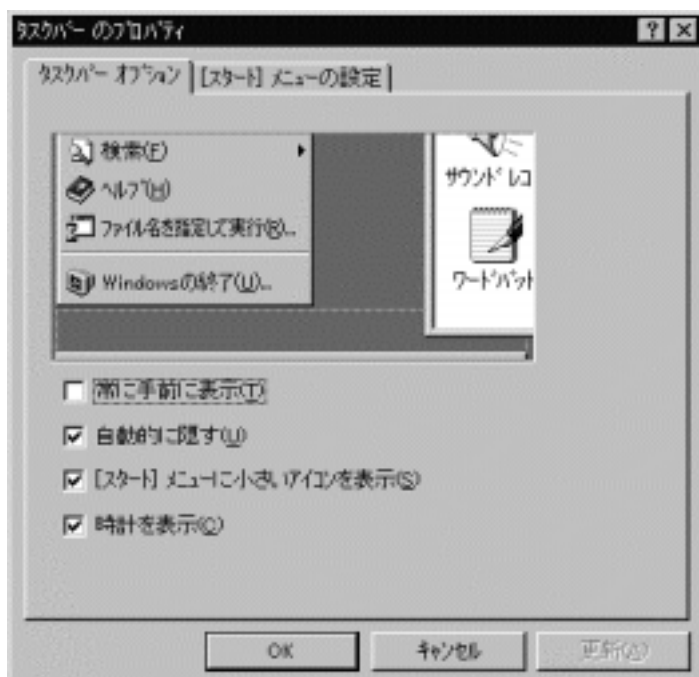 タスクバー のプロパティ
タスクバー オプション [スタート] メニューの設定
検索(F)
ヘルプ(H)
ファイル名を指定して実行(R)...
Windowsの終了(U)...
サウンド レコ
ワードパッド
常に手前に表示(T)
自動的に隠す(U)
[スタート] メニューに小さいアイコンを表示(S)
時計を表示(C)
OK キャンセル 更新(A)